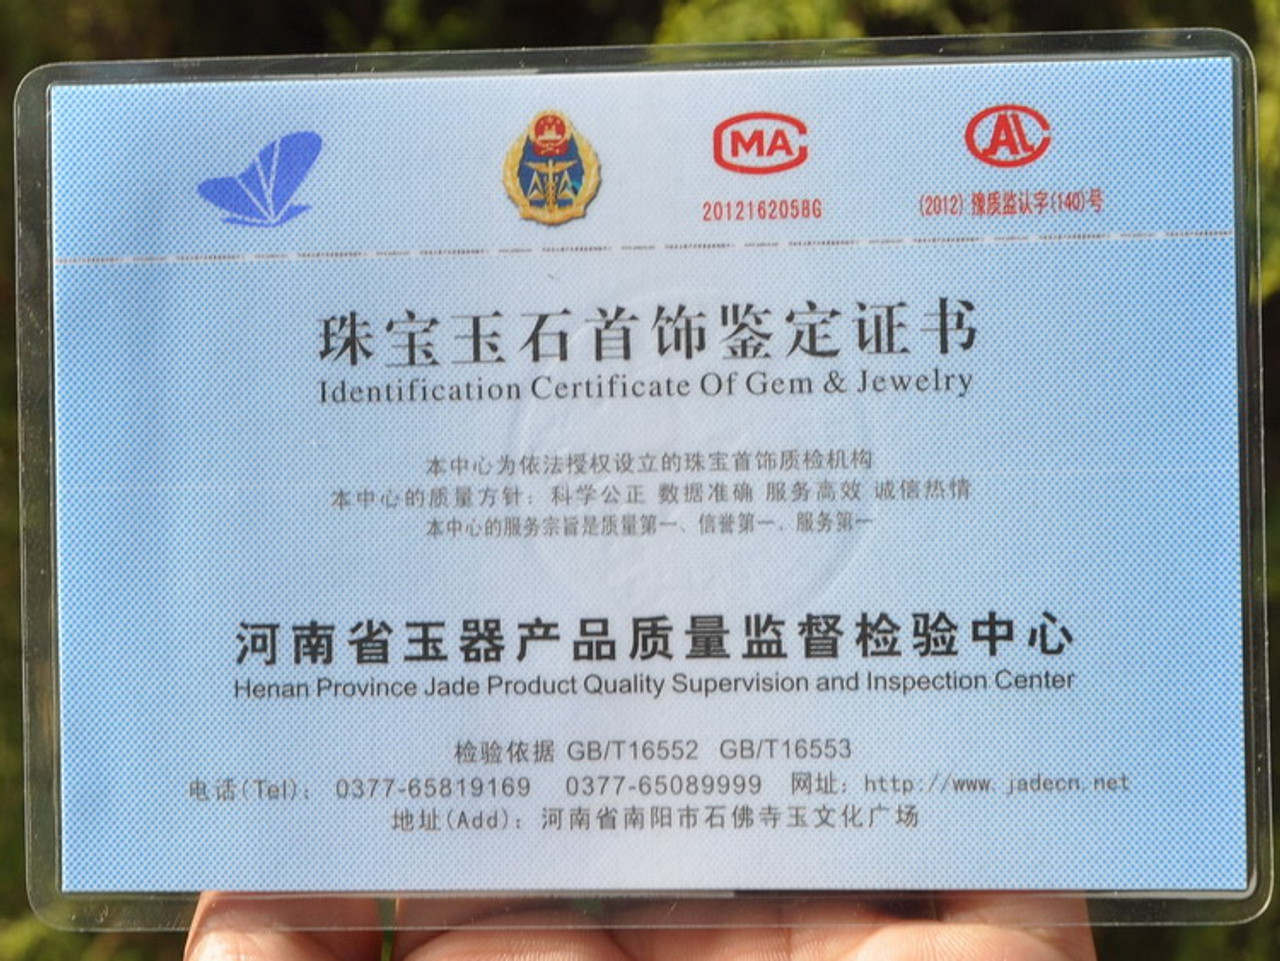 MA
AL
2012162058G
(2012) 豫质监认字(140)号
珠宝玉石首饰鉴定证书
Identification Certificate Of Gem & Jewelry
本中心为依法授权设立的珠宝首饰质检机构
本中心的质量方针：科学公正 数据准确 服务高效 诚信热情
本中心的服务宗旨是质量第一、信誉第一、服务第一
河南省玉器产品质量监督检验中心
Henan Province Jade Product Quality Supervision and Inspection Center
检验依据 GB/T16552 GB/T16553
电话(Tel)： 0377-65819169 0377-65089999 网址：http://www.jadecn.net
地址(Add)：河南省南阳市石佛寺玉文化广场